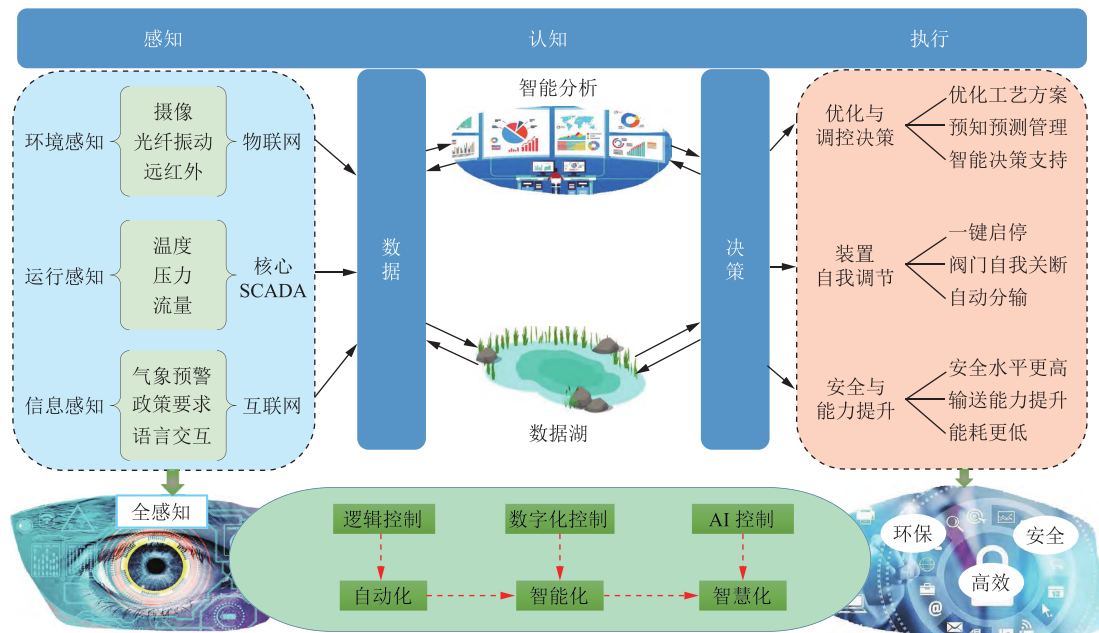 感知
认知
执行
环境感知
摄像
光纤振动
远红外
物联网
运行感知
温度
压力
流量
核心
SCADA
信息感知
气象预警
政策要求
语言交互
互联网
数据
智能分析
数据湖
决策
优化与
调控决策
优化工艺方案
预知预测管理
智能决策支持
装置
自我调节
一键启停
阀门自我关断
自动分输
安全与
能力提升
安全水平更高
输送能力提升
能耗更低
全感知
逻辑控制
数字化控制
AI 控制
自动化
智能化
智慧化
环保
安全
高效